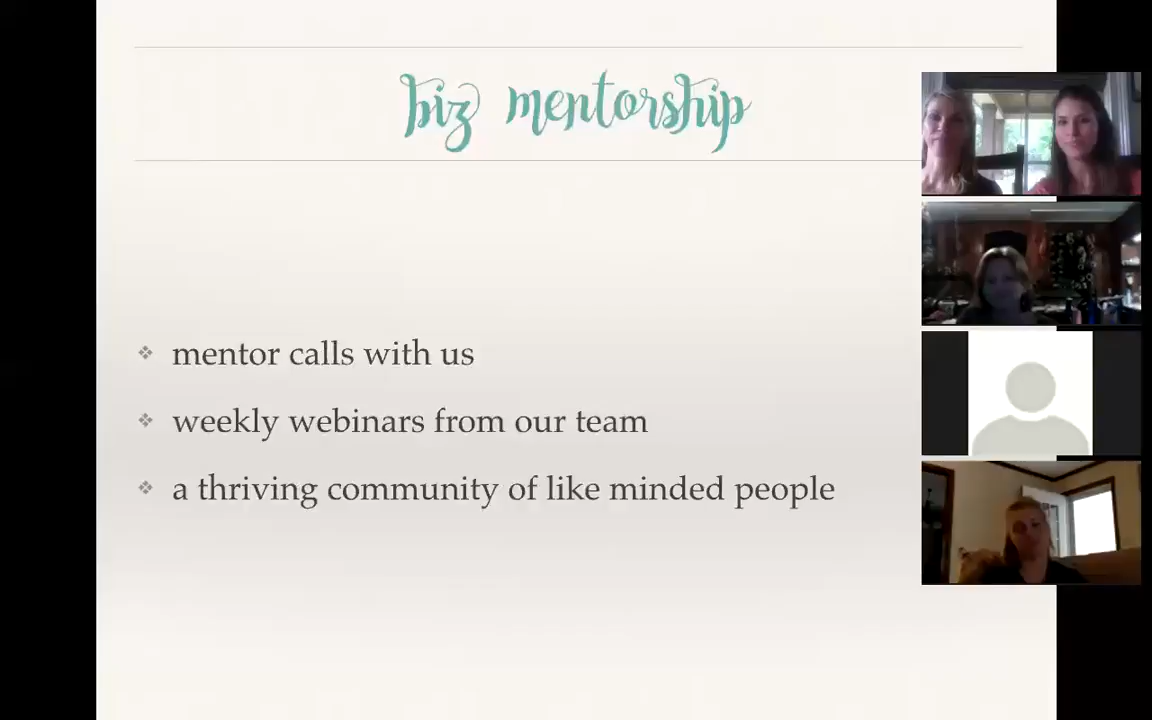 biz mentorship
mentor calls with us
weekly webinars from our team
a thriving community of like minded people